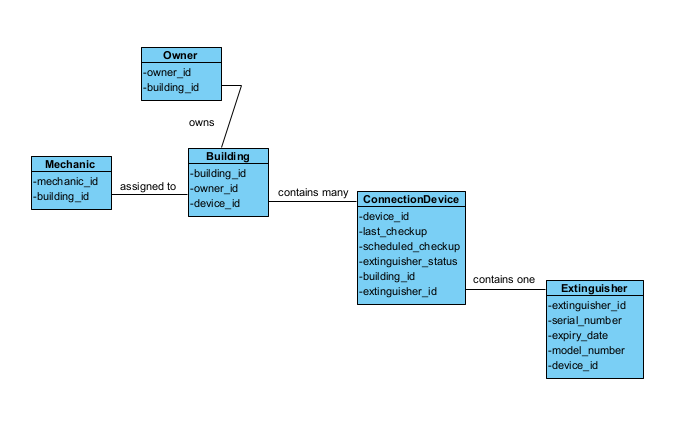 Owner
-owner_id
-building_id
owns
Building
-building_id
-owner_id
-device_id
Mechanic
-mechanic_id
-building_id
assigned to
contains many
ConnectionDevice
-device_id
-last_checkup
-scheduled_checkup
-extinguisher_status
-building_id
-extinguisher_id
contains one
Extinguisher
-extinguisher_id
-serial_number
-expiry_date
-model_number
-device_id